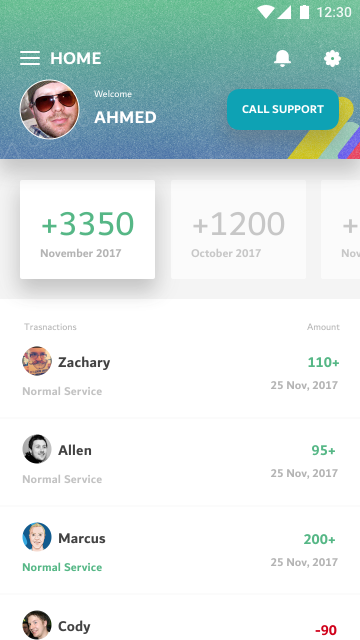 12:30
HOME
Welcome
AHMED
CALL SUPPORT
+3350
November 2017
+1200
October 2017
+
Nov
Trasnactions
Amount
Zachary
110+
Normal Service
25 Nov, 2017
Allen
95+
Normal Service
25 Nov, 2017
Marcus
200+
Normal Service
25 Nov, 2017
Cody
-90